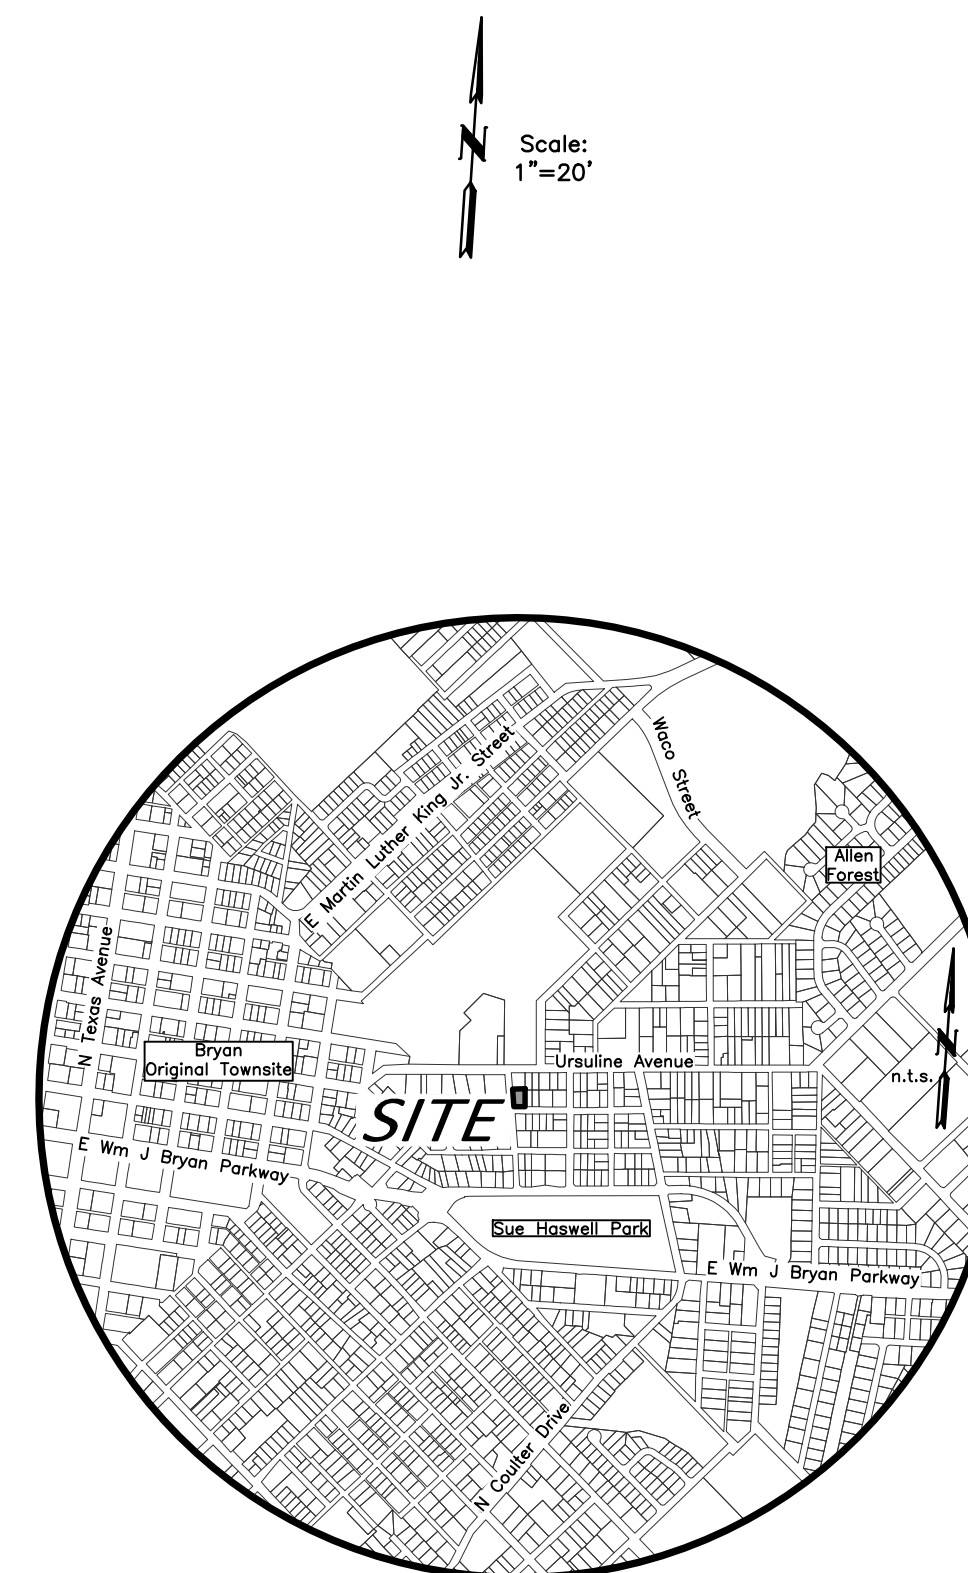 N
Scale:
1"=20'
Waco Street
E Martin Luther King Jr. Street
Allen
Forest
N Texas Avenue
N
Bryan
Original Townsite
Ursuline Avenue
n.t.s.
SITE
E Wm J Bryan Parkway
Sue Haswell Park
E Wm J Bryan Parkway
N Coulter Drive